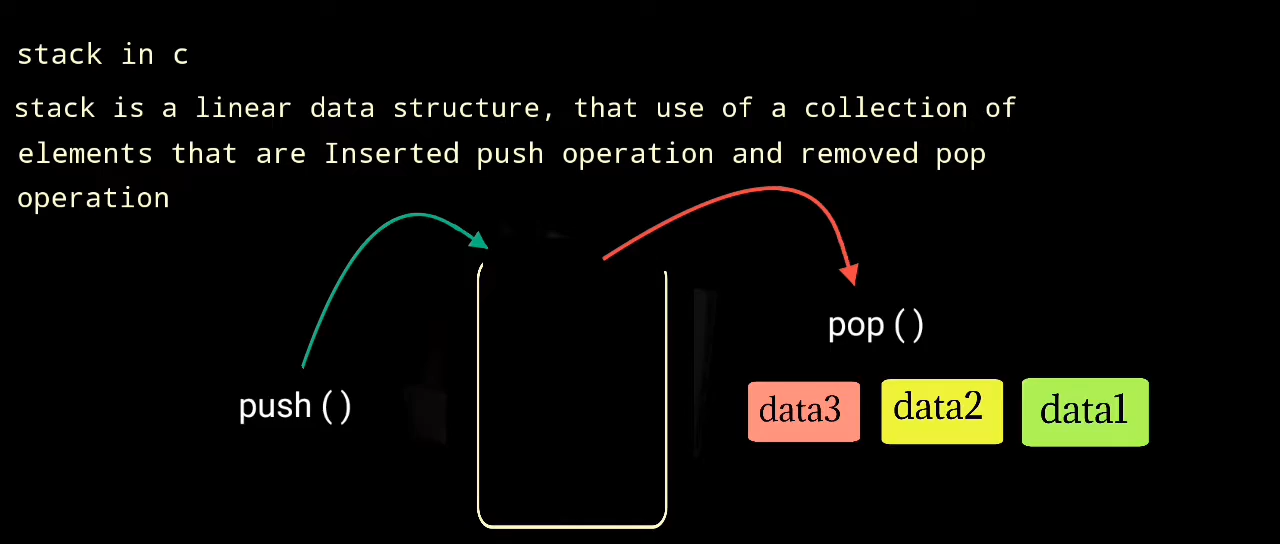 stack in c
stack is a linear data structure, that use of a collection of
elements that are Inserted push operation and removed pop
operation
pop()
push()
data3 data2 data1